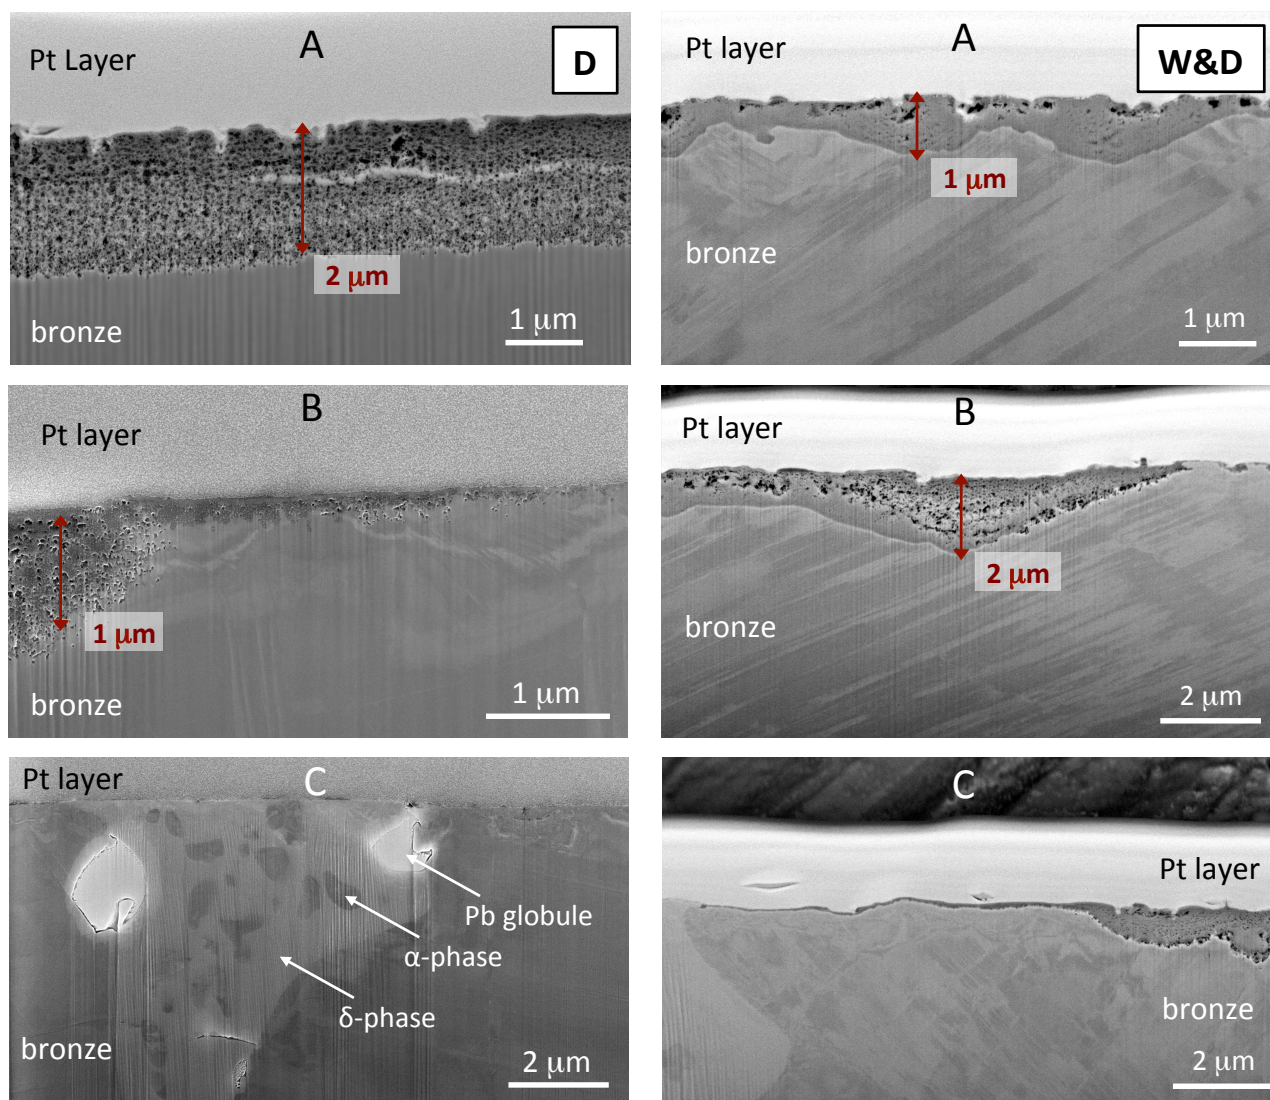 Pt Layer
A
D
2 μm
bronze
1 μm
Pt layer
A
W&D
1 μm
bronze
1 μm
B
Pt layer
1 μm
bronze
1 μm
B
Pt layer
2 μm
bronze
2 μm
Pt layer
C
Pb globule
α-phase
δ-phase
bronze
2 μm
C
Pt layer
bronze
2 μm